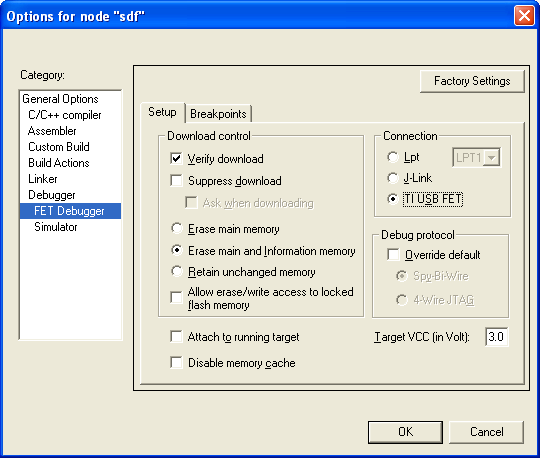 Options for node "sdf"
Category:
Factory Settings
General Options
C/C++ compiler
Assembler
Custom Build
Build Actions
Linker
Debugger
FET Debugger
Simulator
Setup
Breakpoints
Download control
Verify download
Suppress download
Ask when downloading
Erase main memory
Erase main and Information memory
Retain unchanged memory
Allow erase/write access to locked
flash memory
Attach to running target
Disable memory cache
Connection
Lpt
LPT1
J-Link
TI USB FET
Debug protocol
Override default
Spy-Bi-Wire
4-Wire JTAG
Target VCC (in Volt):
3.0
OK
Cancel